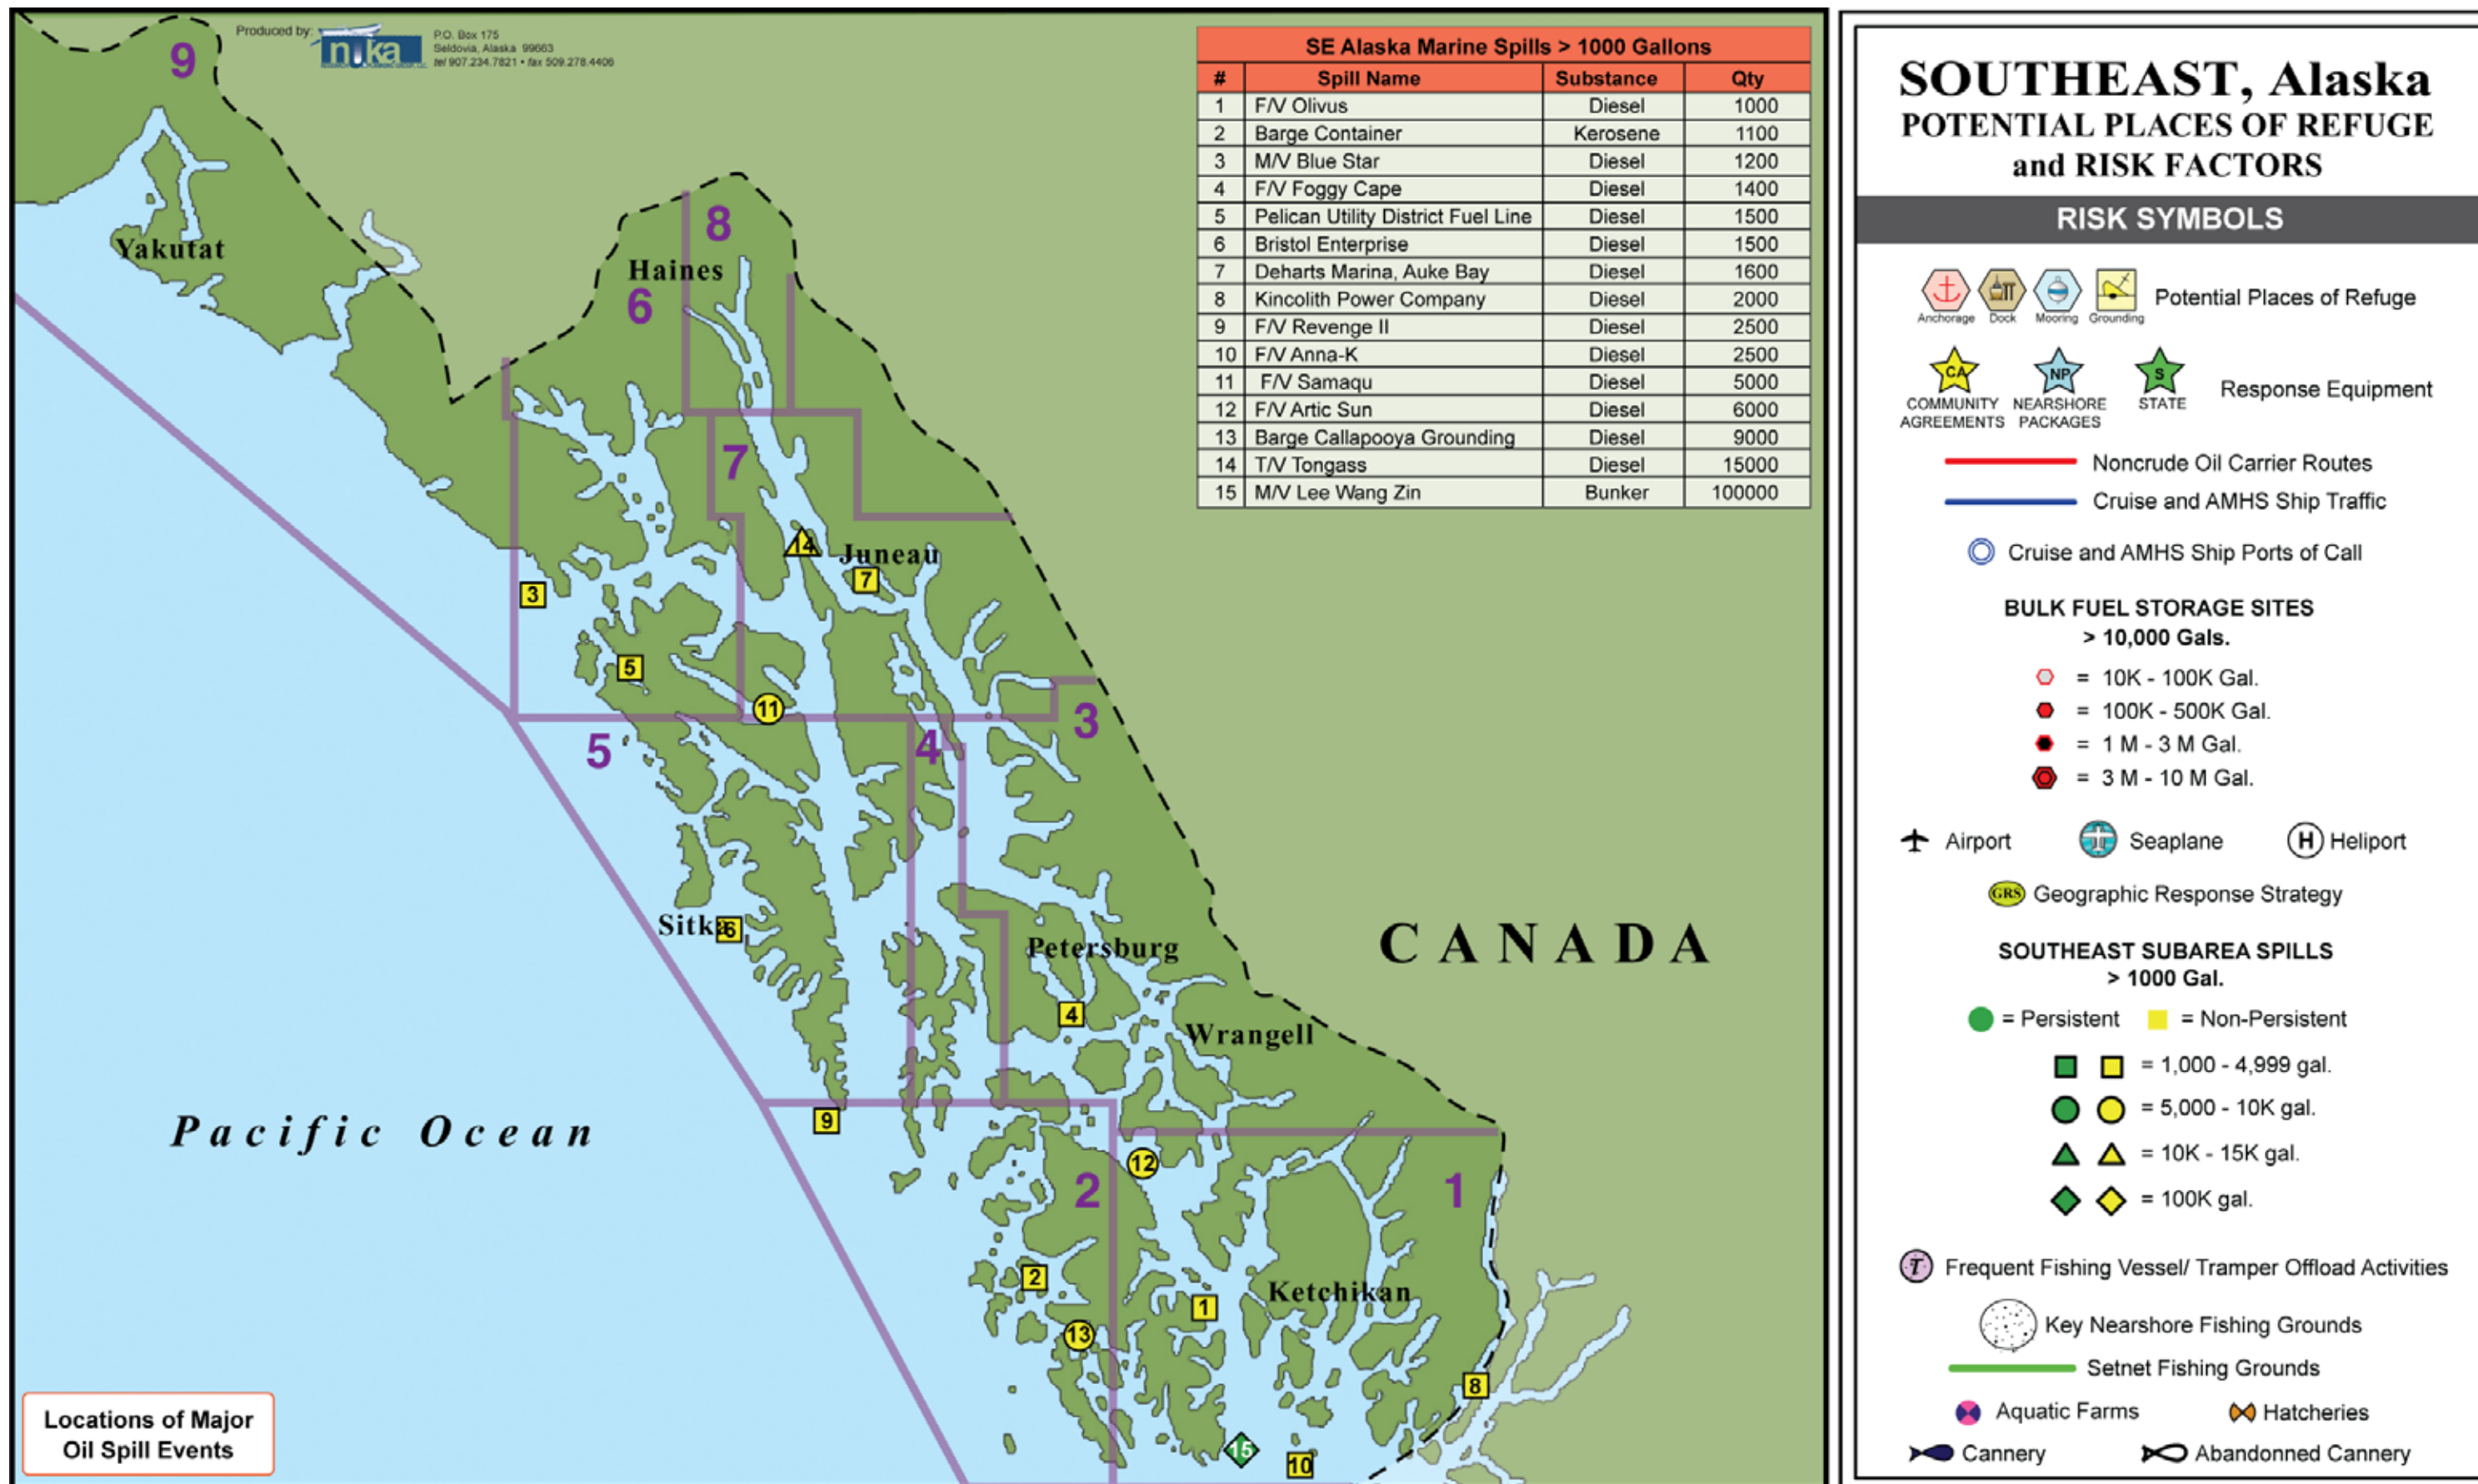 9
Produced by:
nuka
P.O. Box 175
Seldovia, Alaska 99663
tel 907.234.7821 • fax 509.278.4406
Yakutat
8
Haines
6
7
14
Juneau
7
3
5
11
3
5
4
Sitka
6
Petersburg
4
Wrangell
CANADA
9
Pacific Ocean
12
2
1
2
1
Ketchikan
13
8
15
10
Locations of Major
Oil Spill Events
SE Alaska Marine Spills > 1000 Gallons
# Spill Name Substance Qty
1 F/V Olivus Diesel 1000
2 Barge Container Kerosene 1100
3 M/V Blue Star Diesel 1200
4 F/V Foggy Cape Diesel 1400
5 Pelican Utility District Fuel Line Diesel 1500
6 Bristol Enterprise Diesel 1500
7 Deharts Marina, Auke Bay Diesel 1600
8 Kincolith Power Company Diesel 2000
9 F/V Revenge II Diesel 2500
10 F/V Anna-K Diesel 2500
11 F/V Samaqu Diesel 5000
12 F/V Artic Sun Diesel 6000
13 Barge Callapooya Grounding Diesel 9000
14 T/V Tongass Diesel 15000
15 M/V Lee Wang Zin Bunker 100000
SOUTHEAST, Alaska
POTENTIAL PLACES OF REFUGE
and RISK FACTORS
RISK SYMBOLS
Anchorage Dock Mooring Grounding
Potential Places of Refuge
CA NP S
COMMUNITY AGREEMENTS
NEARSHORE PACKAGES
STATE
Response Equipment
Noncrude Oil Carrier Routes
Cruise and AMHS Ship Traffic
Cruise and AMHS Ship Ports of Call
BULK FUEL STORAGE SITES
> 10,000 Gals.
= 10K - 100K Gal.
= 100K - 500K Gal.
= 1 M - 3 M Gal.
= 3 M - 10 M Gal.
Airport Seaplane H Heliport
GRS Geographic Response Strategy
SOUTHEAST SUBAREA SPILLS
> 1000 Gal.
= Persistent = Non-Persistent
= 1,000 - 4,999 gal.
= 5,000 - 10K gal.
= 10K - 15K gal.
= 100K gal.
T Frequent Fishing Vessel/ Tramper Offload Activities
Key Nearshore Fishing Grounds
Setnet Fishing Grounds
Aquatic Farms Hatcheries
Cannery Abandonned Cannery